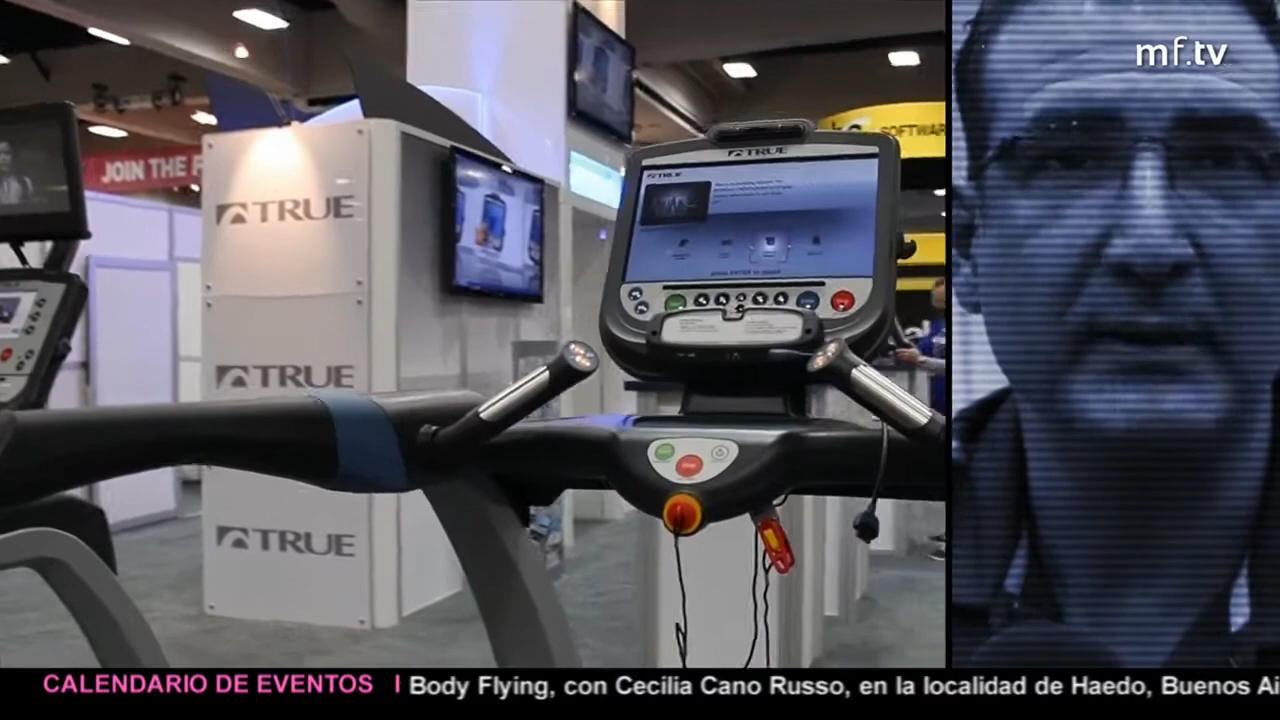 mf.tv
JOIN THE F
SOFTWAR
TRUE
TRUE
TRUE
TRUE
TRUE
CALENDARIO DE EVENTOS | Body Flying, con Cecilia Cano Russo, en la localidad de Haedo, Buenos Ai